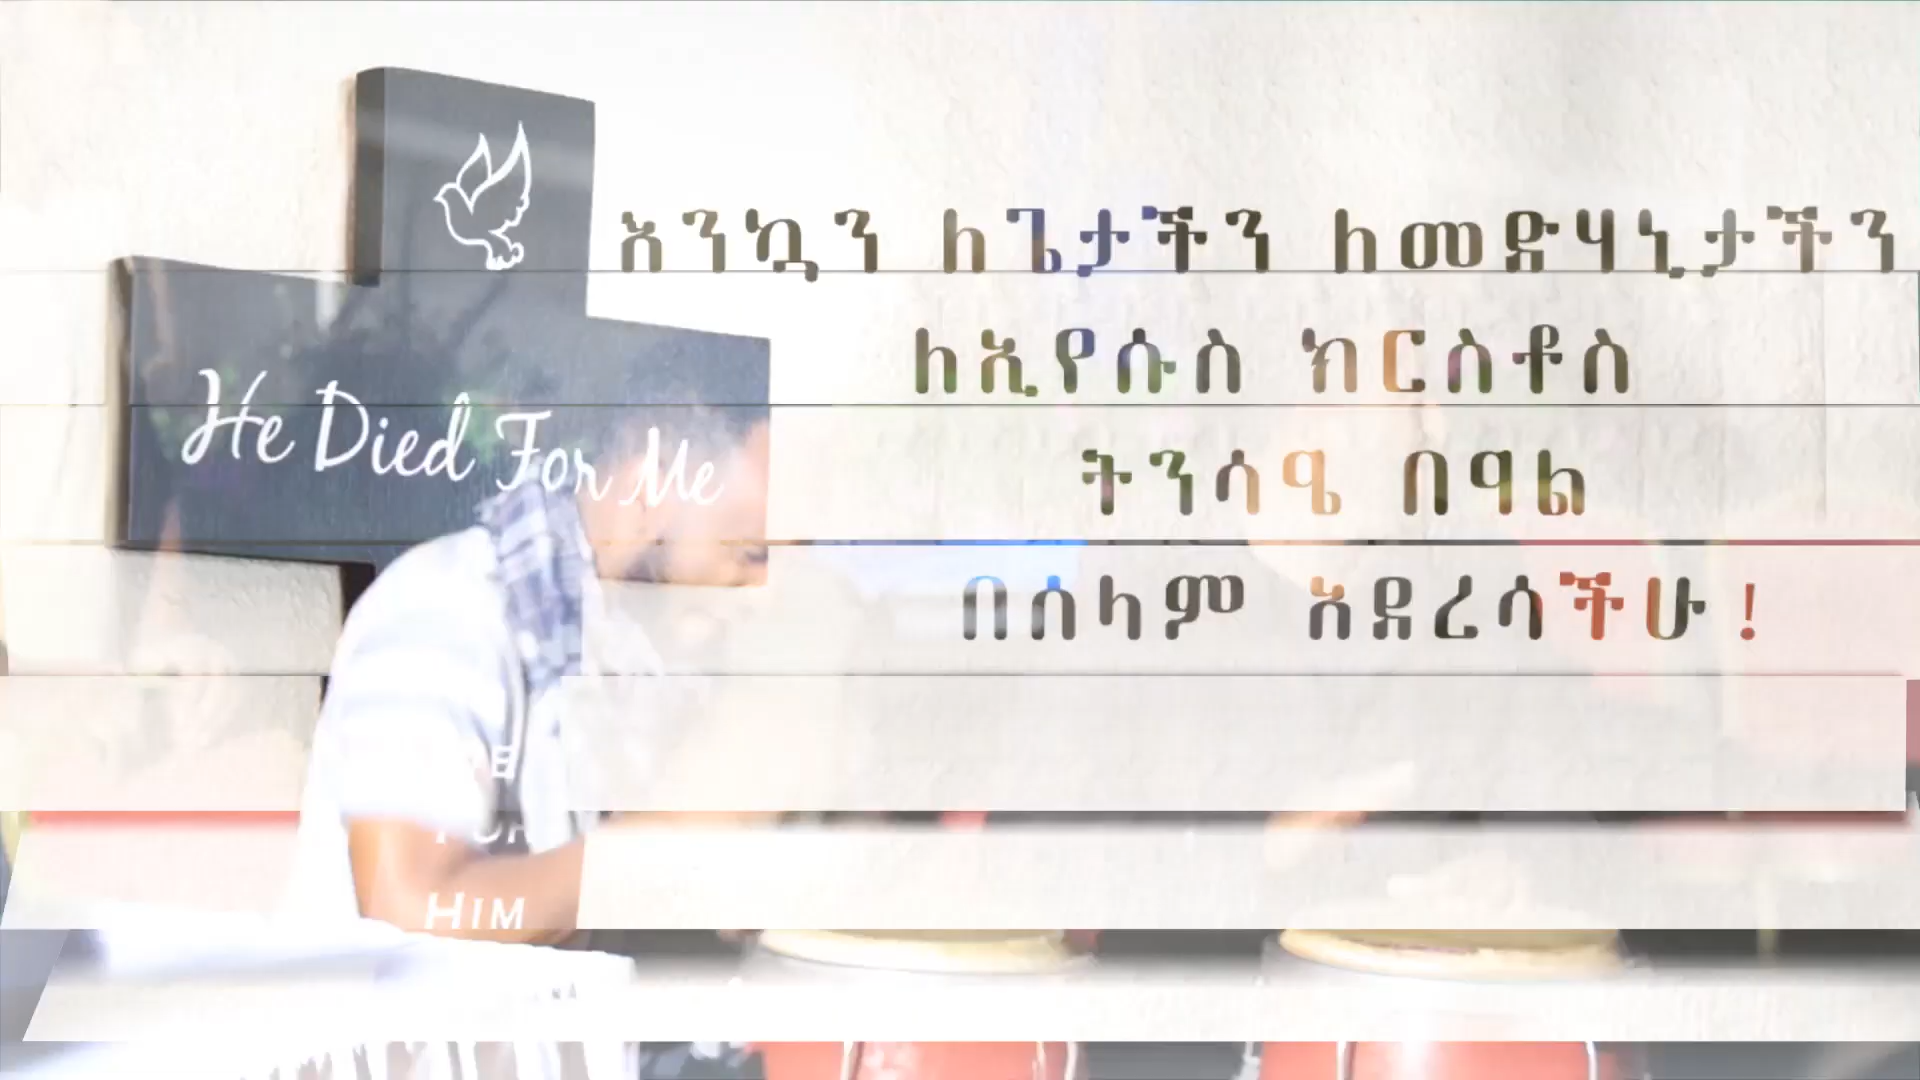 He Died For Me
እንኳን ለጌታችን ለመድሃኒታችን
ለኢየሱስ ክርስቶስ
ትንሳዔ በዓል
በሰላም አደረሳችሁ!
HIM